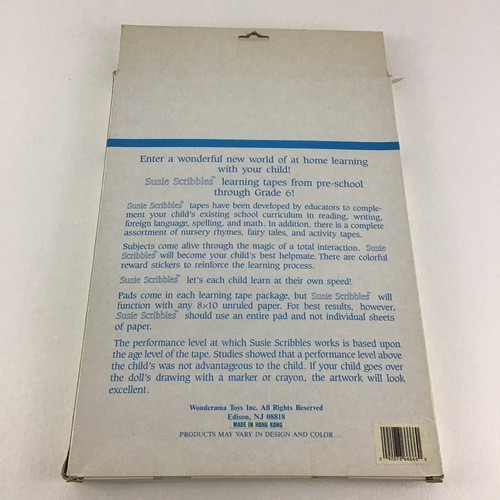 Enter a wonderful new world of at home learning
with your child!
Susie Scribbles™ learning tapes from pre-school
through Grade 6!
Susie Scribbles™ tapes have been developed by educators to comple-
ment your child's existing school curriculum in reading, writing,
foreign language, spelling, and math. In addition, there is a complete
assortment of nursery rhymes, fairy tales, and activity tapes.
Subjects come alive through the magic of a total interaction. Susie
Scribbles™ will become your child's best helpmate. There are colorful
reward stickers to reinforce the learning process.
Susie Scribbles™ let's each child learn at their own speed!
Pads come in each learning tape package, but Susie Scribbles™ will
function with any 8×10 unruled paper. For best results, however,
Susie Scribbles™ should use an entire pad and not individual sheets
of paper.
The performance level at which Susie Scribbles works is based upon
the age level of the tape. Studies showed that a performance level above
the child's was not advantageous to the child. If your child goes over
the doll's drawing with a marker or crayon, the artwork will look
excellent.
Wonderama Toys Inc. All Rights Reserved
Edison, NJ 08818
MADE IN HONG KONG
PRODUCTS MAY VARY IN DESIGN AND COLOR